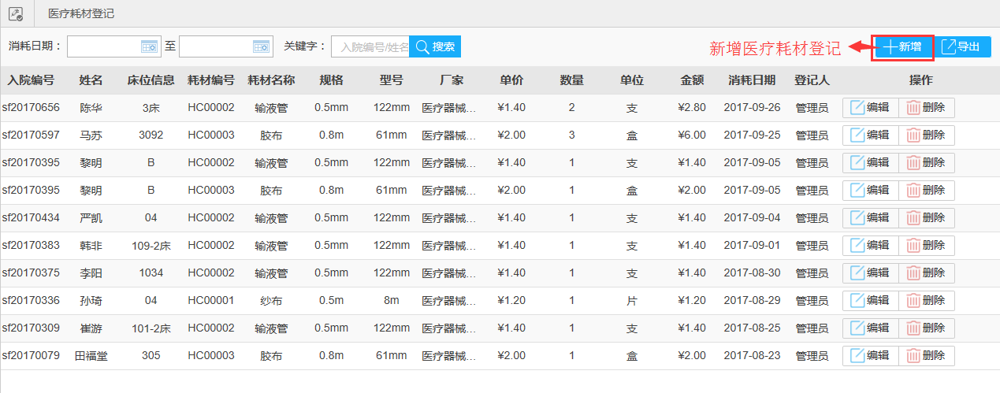 医疗耗材登记
消耗日期： 至 关键字： 入院编号/姓名 搜索 新增医疗耗材登记 新增 导出
入院编号 姓名 床位信息 耗材编号 耗材名称 规格 型号 厂家 单价 数量 单位 金额 消耗日期 登记人 操作
sf20170656 陈华 3床 HC00002 输液管 0.5mm 122mm 医疗器械... ¥1.40 2 支 ¥2.80 2017-09-26 管理员 编辑 删除
sf20170597 马苏 3092 HC00003 胶布 0.8m 61mm 医疗器械... ¥2.00 3 盒 ¥6.00 2017-09-25 管理员 编辑 删除
sf20170395 黎明 B HC00002 输液管 0.5mm 122mm 医疗器械... ¥1.40 1 支 ¥1.40 2017-09-05 管理员 编辑 删除
sf20170395 黎明 B HC00003 胶布 0.8m 61mm 医疗器械... ¥2.00 1 盒 ¥2.00 2017-09-05 管理员 编辑 删除
sf20170434 严凯 04 HC00002 输液管 0.5mm 122mm 医疗器械... ¥1.40 1 支 ¥1.40 2017-09-04 管理员 编辑 删除
sf20170383 韩非 109-2床 HC00002 输液管 0.5mm 122mm 医疗器械... ¥1.40 1 支 ¥1.40 2017-09-01 管理员 编辑 删除
sf20170375 李阳 1034 HC00002 输液管 0.5mm 122mm 医疗器械... ¥1.40 1 支 ¥1.40 2017-08-30 管理员 编辑 删除
sf20170336 孙琦 04 HC00001 纱布 0.5m 8m 医疗器械... ¥1.20 1 片 ¥1.20 2017-08-29 管理员 编辑 删除
sf20170309 崔游 101-2床 HC00002 输液管 0.5mm 122mm 医疗器械... ¥1.40 1 支 ¥1.40 2017-08-25 管理员 编辑 删除
sf20170079 田福堂 305 HC00003 胶布 0.8m 61mm 医疗器械... ¥2.00 1 盒 ¥2.00 2017-08-23 管理员 编辑 删除